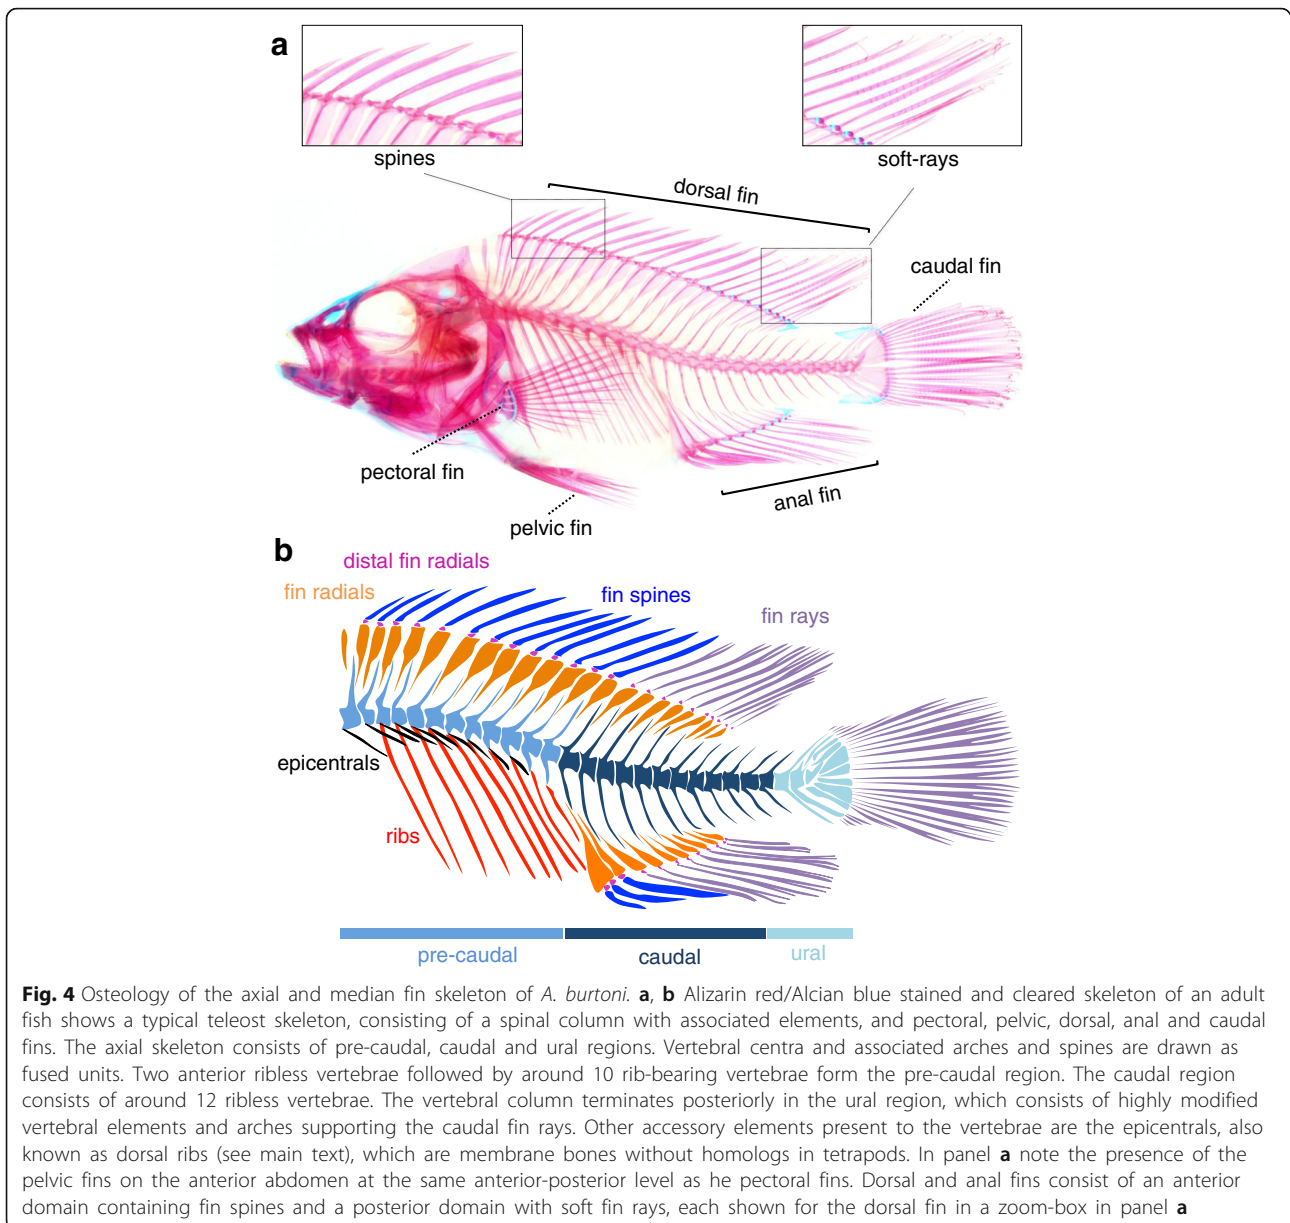 a
spines
soft-rays
dorsal fin
caudal fin
pectoral fin
pelvic fin
anal fin
b
distal fin radials
fin radials
fin spines
fin rays
epicentrals
ribs
pre-caudal
caudal
ural
Fig. 4 Osteology of the axial and median fin skeleton of A. burtoni. a, b Alizarin red/Alcian blue stained and cleared skeleton of an adult
fish shows a typical teleost skeleton, consisting of a spinal column with associated elements, and pectoral, pelvic, dorsal, anal and caudal
fins. The axial skeleton consists of pre-caudal, caudal and ural regions. Vertebral centra and associated arches and spines are drawn as
fused units. Two anterior ribless vertebrae followed by around 10 rib-bearing vertebrae form the pre-caudal region. The caudal region
consists of around 12 ribless vertebrae. The vertebral column terminates posteriorly in the ural region, which consists of highly modified
vertebral elements and arches supporting the caudal fin rays. Other accessory elements present to the vertebrae are the epicentrals, also
known as dorsal ribs (see main text), which are membrane bones without homologs in tetrapods. In panel a note the presence of the
pelvic fins on the anterior abdomen at the same anterior-posterior level as he pectoral fins. Dorsal and anal fins consist of an anterior
domain containing fin spines and a posterior domain with soft fin rays, each shown for the dorsal fin in a zoom-box in panel a